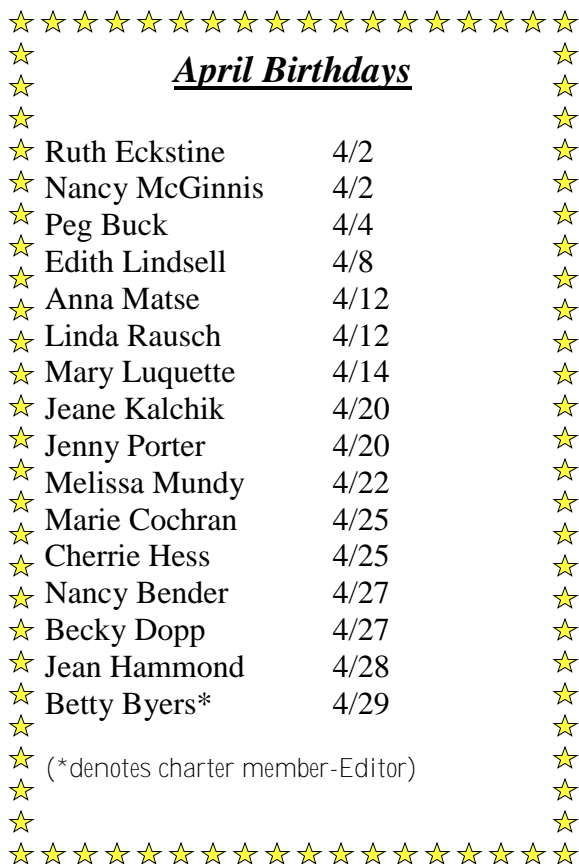 April Birthdays
Ruth Eckstine 4/2
Nancy McGinnis 4/2
Peg Buck 4/4
Edith Lindsell 4/8
Anna Matse 4/12
Linda Rausch 4/12
Mary Luquette 4/14
Jeane Kalchik 4/20
Jenny Porter 4/20
Melissa Mundy 4/22
Marie Cochran 4/25
Cherrie Hess 4/25
Nancy Bender 4/27
Becky Dopp 4/27
Jean Hammond 4/28
Betty Byers* 4/29
(*denotes charter member-Editor)